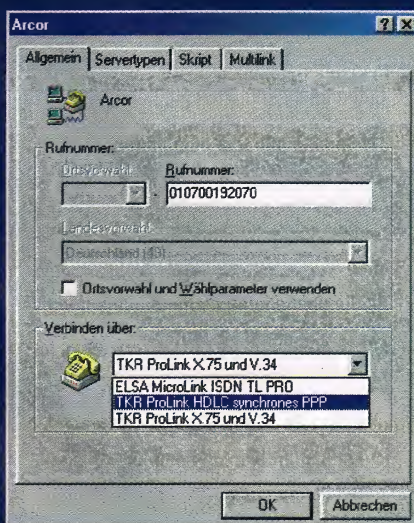 Arcor
Allgemein Servertypen Skript Multilink
Arcor
Rufnummer:
Ortsvorwahl: Rufnummer:
- 010700192070
Landesvorwahl:
Deutschland (49)
Ortsvorwahl und Wählparameter verwenden
Verbinden über:
TKR ProLink X.75 und V.34
ELSA MicroLink ISDN TL PRO
TKR ProLink HDLC synchrones PPP
TKR ProLink X.75 und V.34
OK Abbrechen